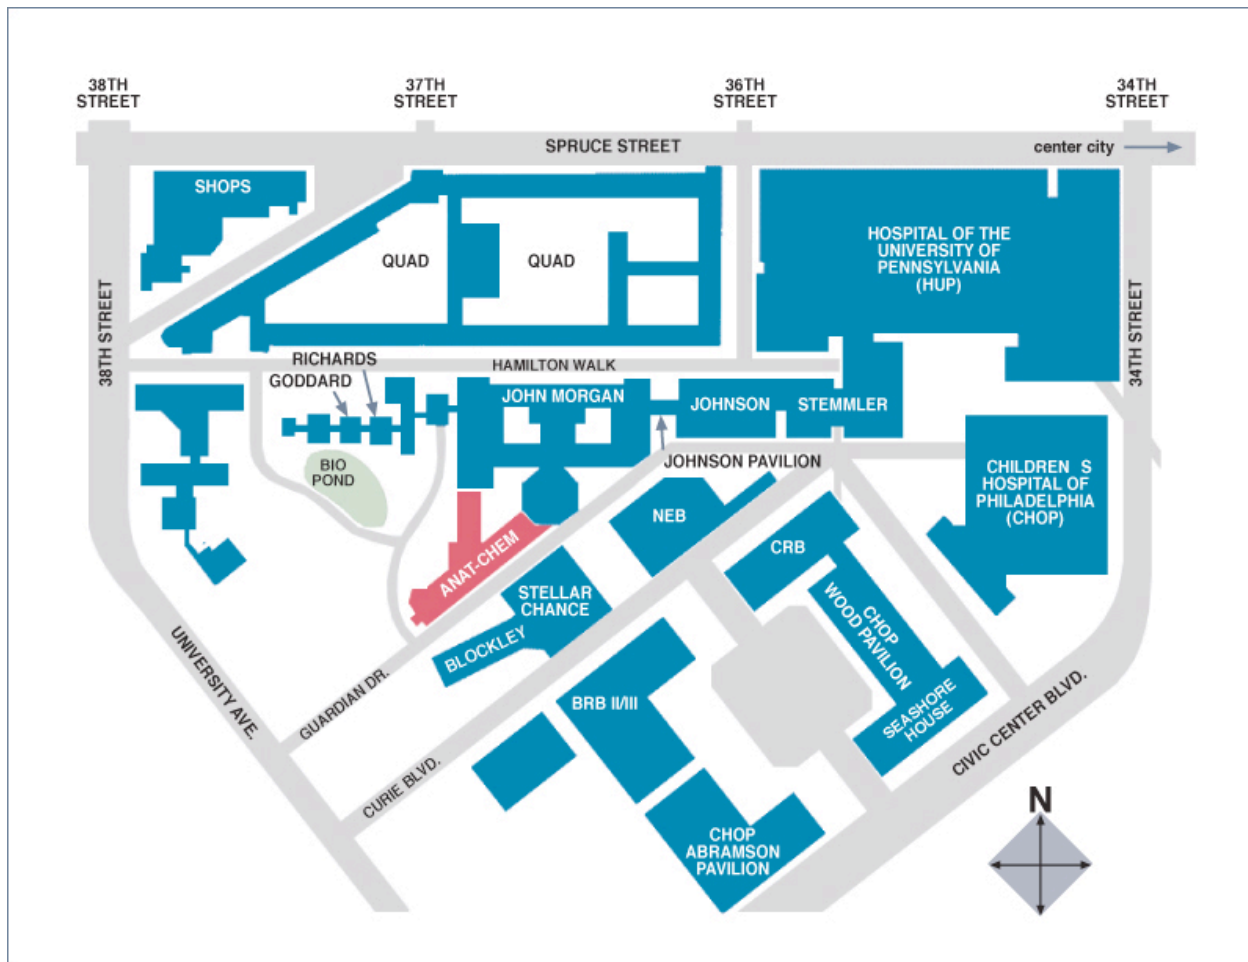 38TH
STREET
37TH
STREET
36TH
STREET
34TH
STREET
SPRUCE STREET
center city
SHOPS
QUAD
QUAD
HOSPITAL OF THE
UNIVERSITY OF
PENNSYLVANIA
(HUP)
38TH STREET
34TH STREET
RICHARDS
GODDARD
HAMILTON WALK
JOHN MORGAN
JOHNSON
STEMMLER
JOHNSON PAVILION
BIO
POND
CHILDREN S
HOSPITAL OF
PHILADELPHIA
(CHOP)
NEB
CRB
ANAT-CHEM
STELLAR
CHANCE
BLOCKLEY
CHOP
WOOD PAVILION
UNIVERSITY AVE.
GUARDIAN DR.
BRB II/III
SEASHORE
HOUSE
CIVIC CENTER BLVD.
CURIE BLVD.
CHOP
ABRAMSON
PAVILION
N